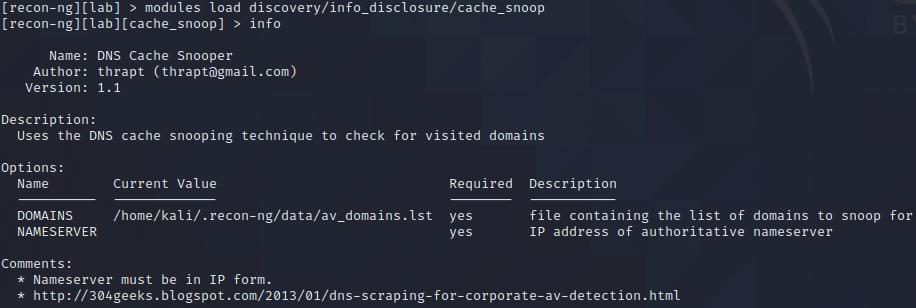 [recon-ng][lab] > modules load discovery/info_disclosure/cache_snoop
[recon-ng][lab][cache_snoop] > info
Name: DNS Cache Snooper
Author: thrapt (thrapt@gmail.com)
Version: 1.1
Description:
Uses the DNS cache snooping technique to check for visited domains
Options:
Name Current Value Required Description
DOMAINS /home/kali/.recon-ng/data/av_domains.lst yes file containing the list of domains to snoop for
NAMESERVER yes IP address of authoritative nameserver
Comments:
* Nameserver must be in IP form.
* http://304geeks.blogspot.com/2013/01/dns-scraping-for-corporate-av-detection.html